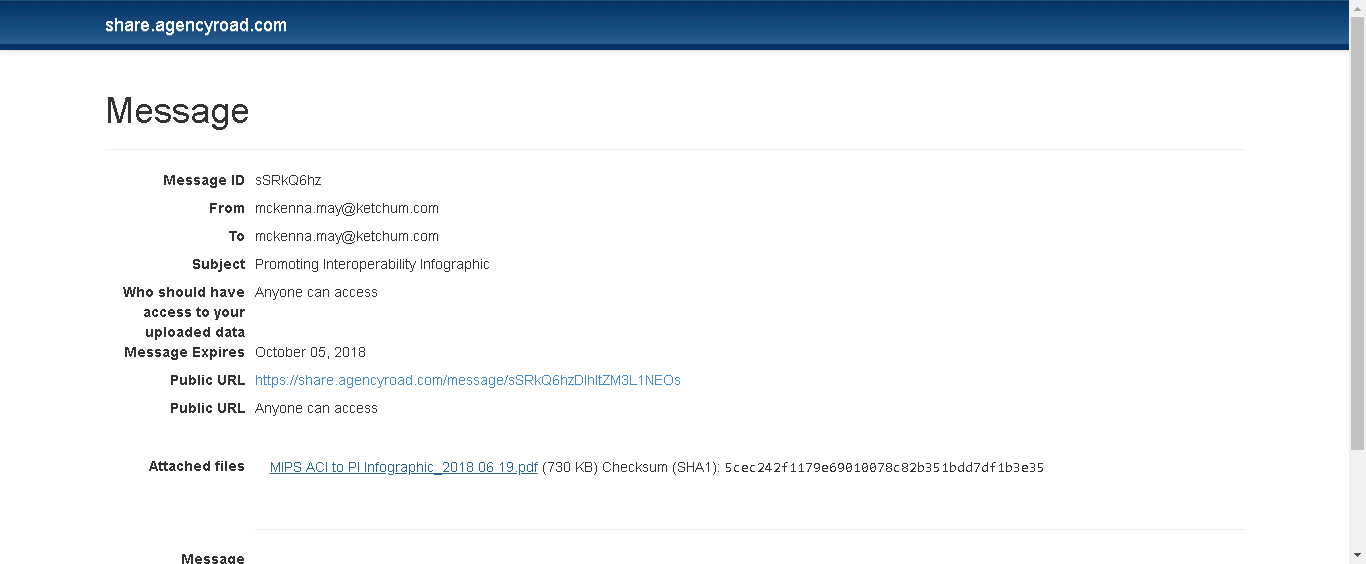 share.agencyroad.com
Message
Message ID sSRkQ6hz
From mckenna.may@ketchum.com
To mckenna.may@ketchum.com
Subject Promoting Interoperability Infographic
Who should have access to your uploaded data Anyone can access
Message Expires October 05, 2018
Public URL https://share.agencyroad.com/message/sSRkQ6hzDlhItZM3L1NEOs
Public URL Anyone can access
Attached files MIPS ACI to PI Infographic_2018 06 19.pdf (730 KB) Checksum (SHA1): 5cec242f1179e69010078c82b351bdd7df1b3e35
Message